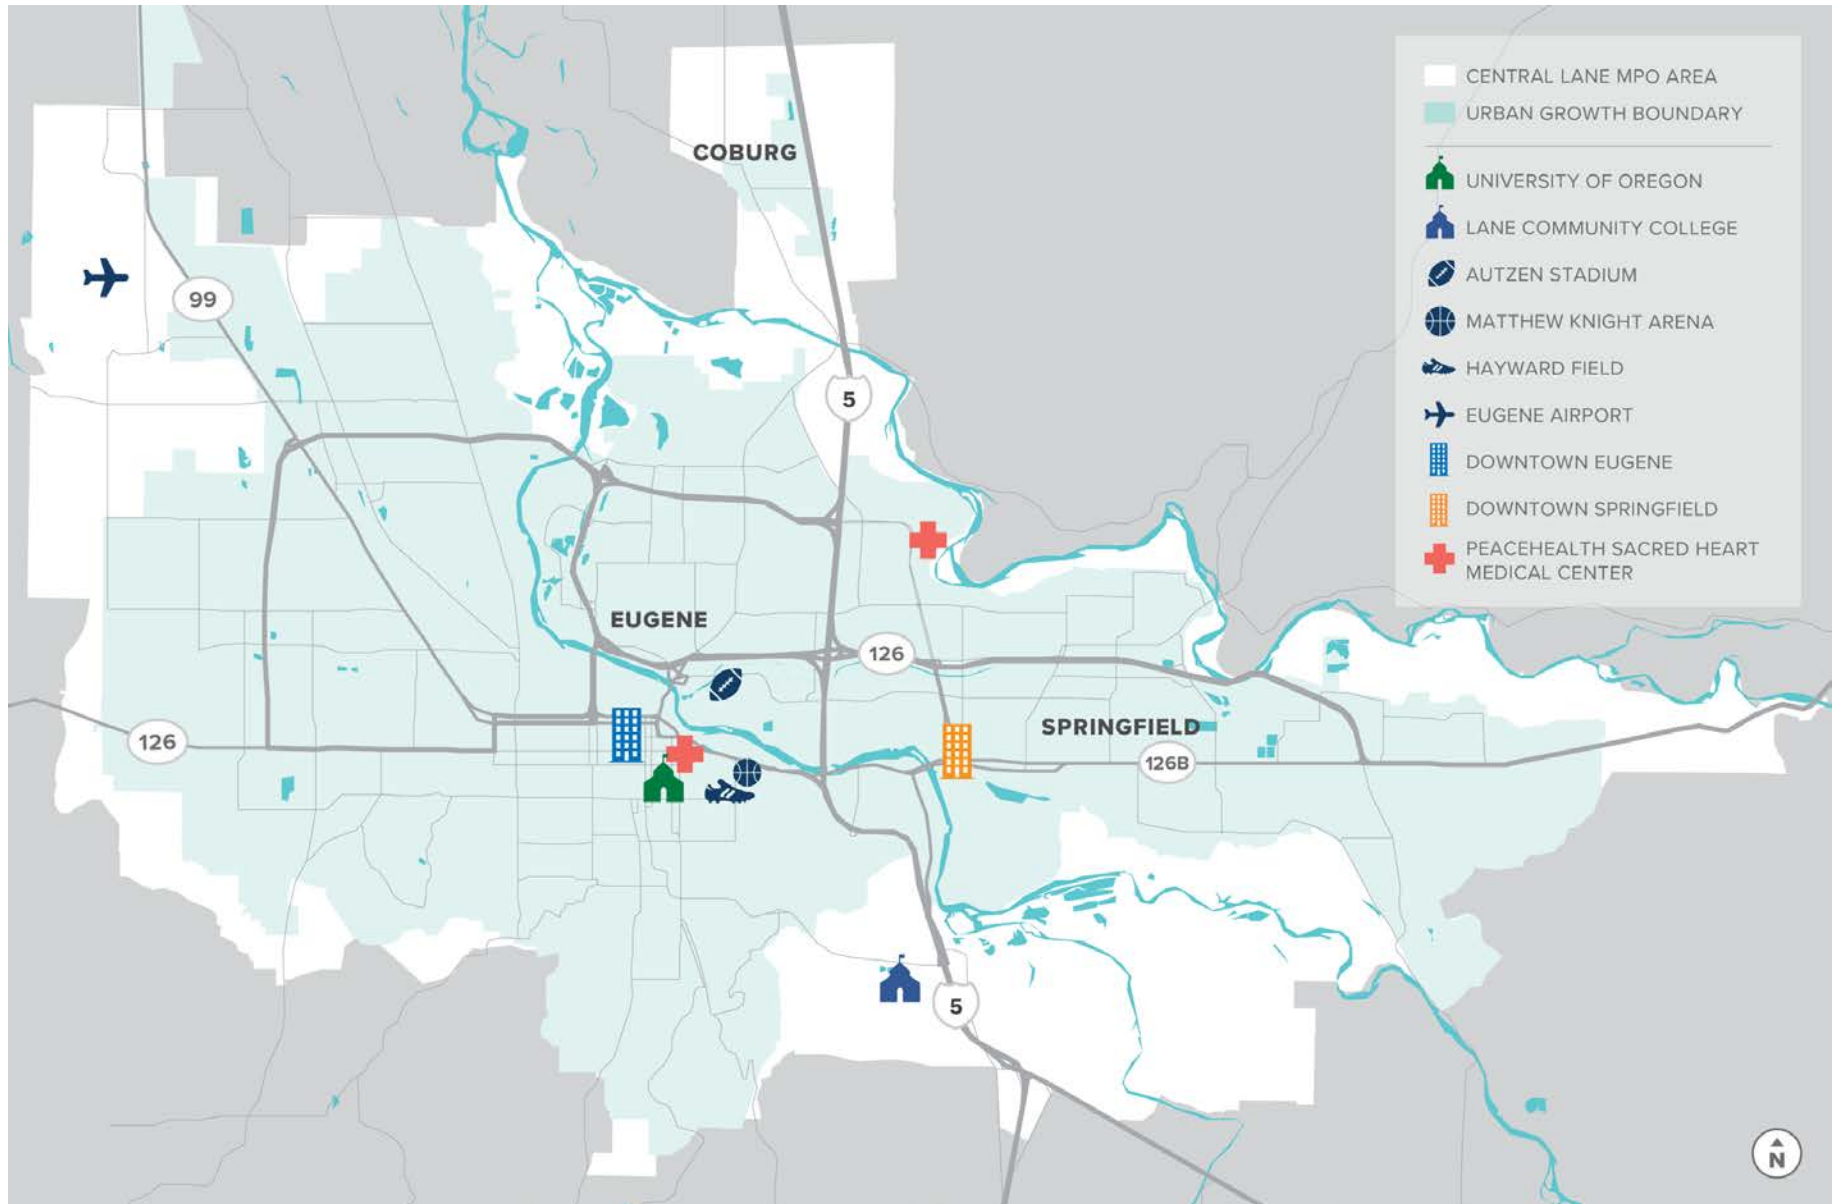 COBURG
99
5
EUGENE
126
SPRINGFIELD
126
126B
5
CENTRAL LANE MPO AREA
URBAN GROWTH BOUNDARY
UNIVERSITY OF OREGON
LANE COMMUNITY COLLEGE
AUTZEN STADIUM
MATTHEW KNIGHT ARENA
HAYWARD FIELD
EUGENE AIRPORT
DOWNTOWN EUGENE
DOWNTOWN SPRINGFIELD
PEACEHEALTH SACRED HEART
MEDICAL CENTER
N